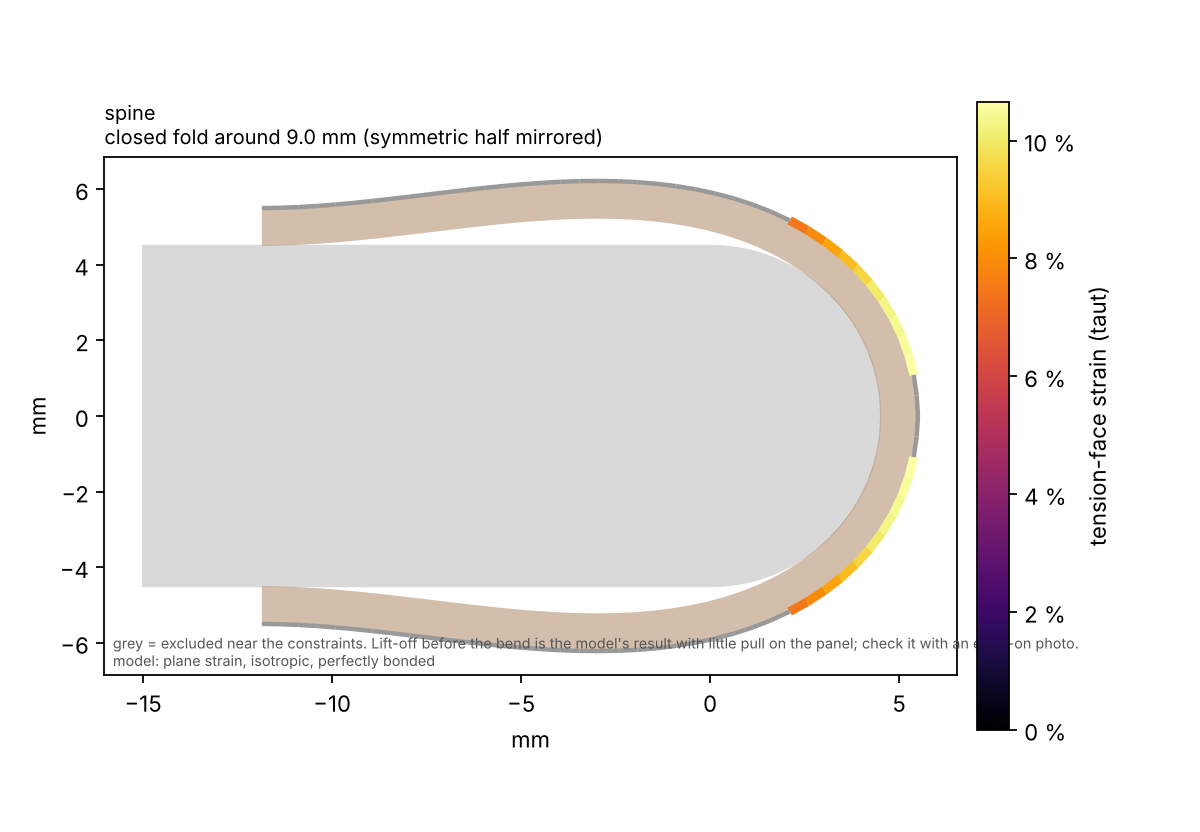 spine
closed fold around 9.0 mm (symmetric half mirrored)
mm
6
4
2
0
−2
−4
−6
grey = excluded near the constraints. Lift-off before the bend is the model's result with little pull on the panel; check it with an on photo.
model: plane strain, isotropic, perfectly bonded
−15
−10
−5
0
5
mm
10 %
8 %
6 %
4 %
2 %
0 %
tension-face strain (taut)